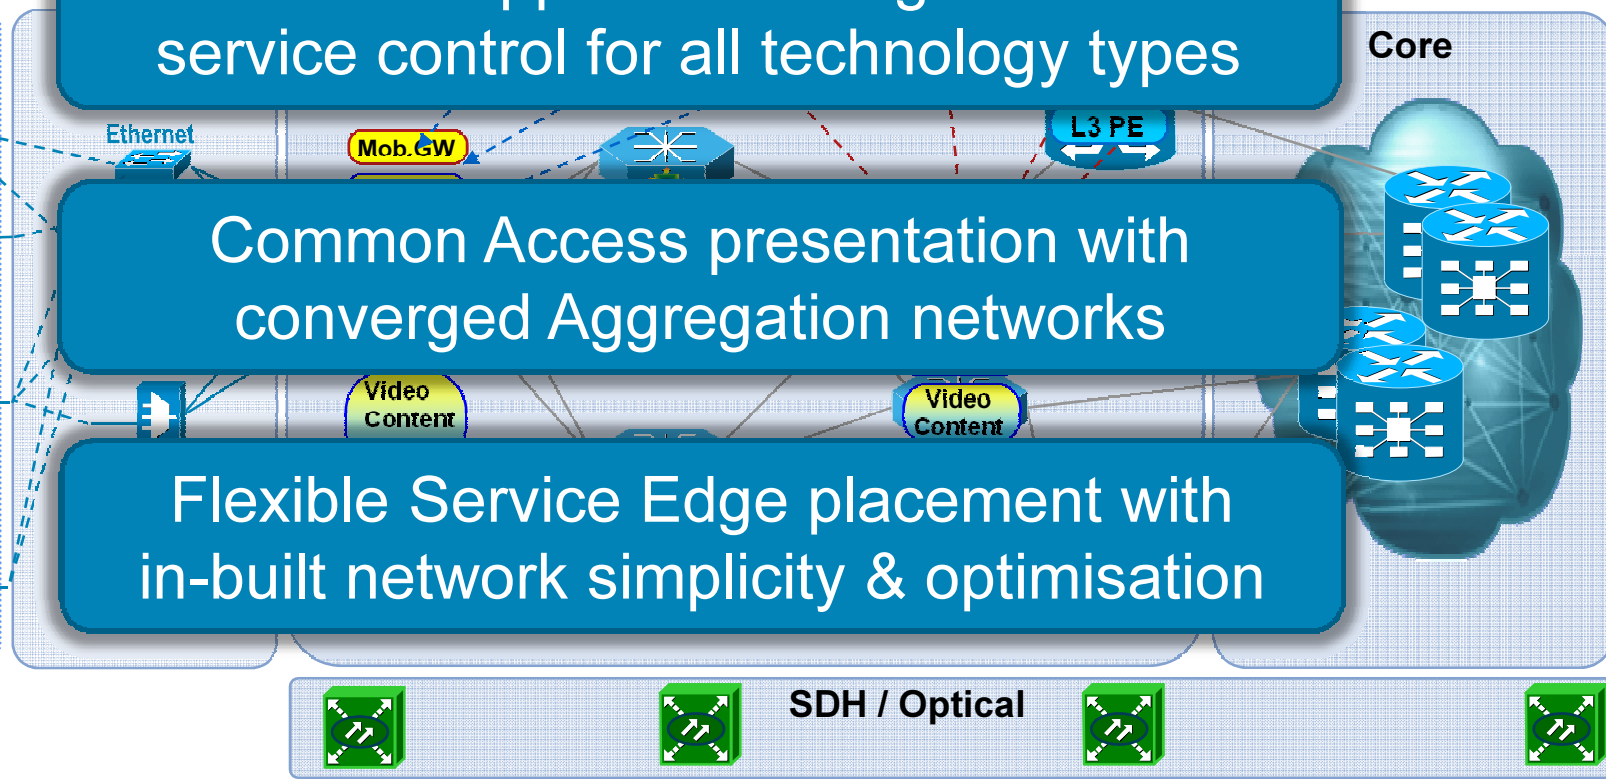 service control for all technology types
Core
Ethernet
Mob.GW
L3 PE
Common Access presentation with
converged Aggregation networks
Video
Content
Video
Content
Flexible Service Edge placement with
in-built network simplicity & optimisation
SDH / Optical